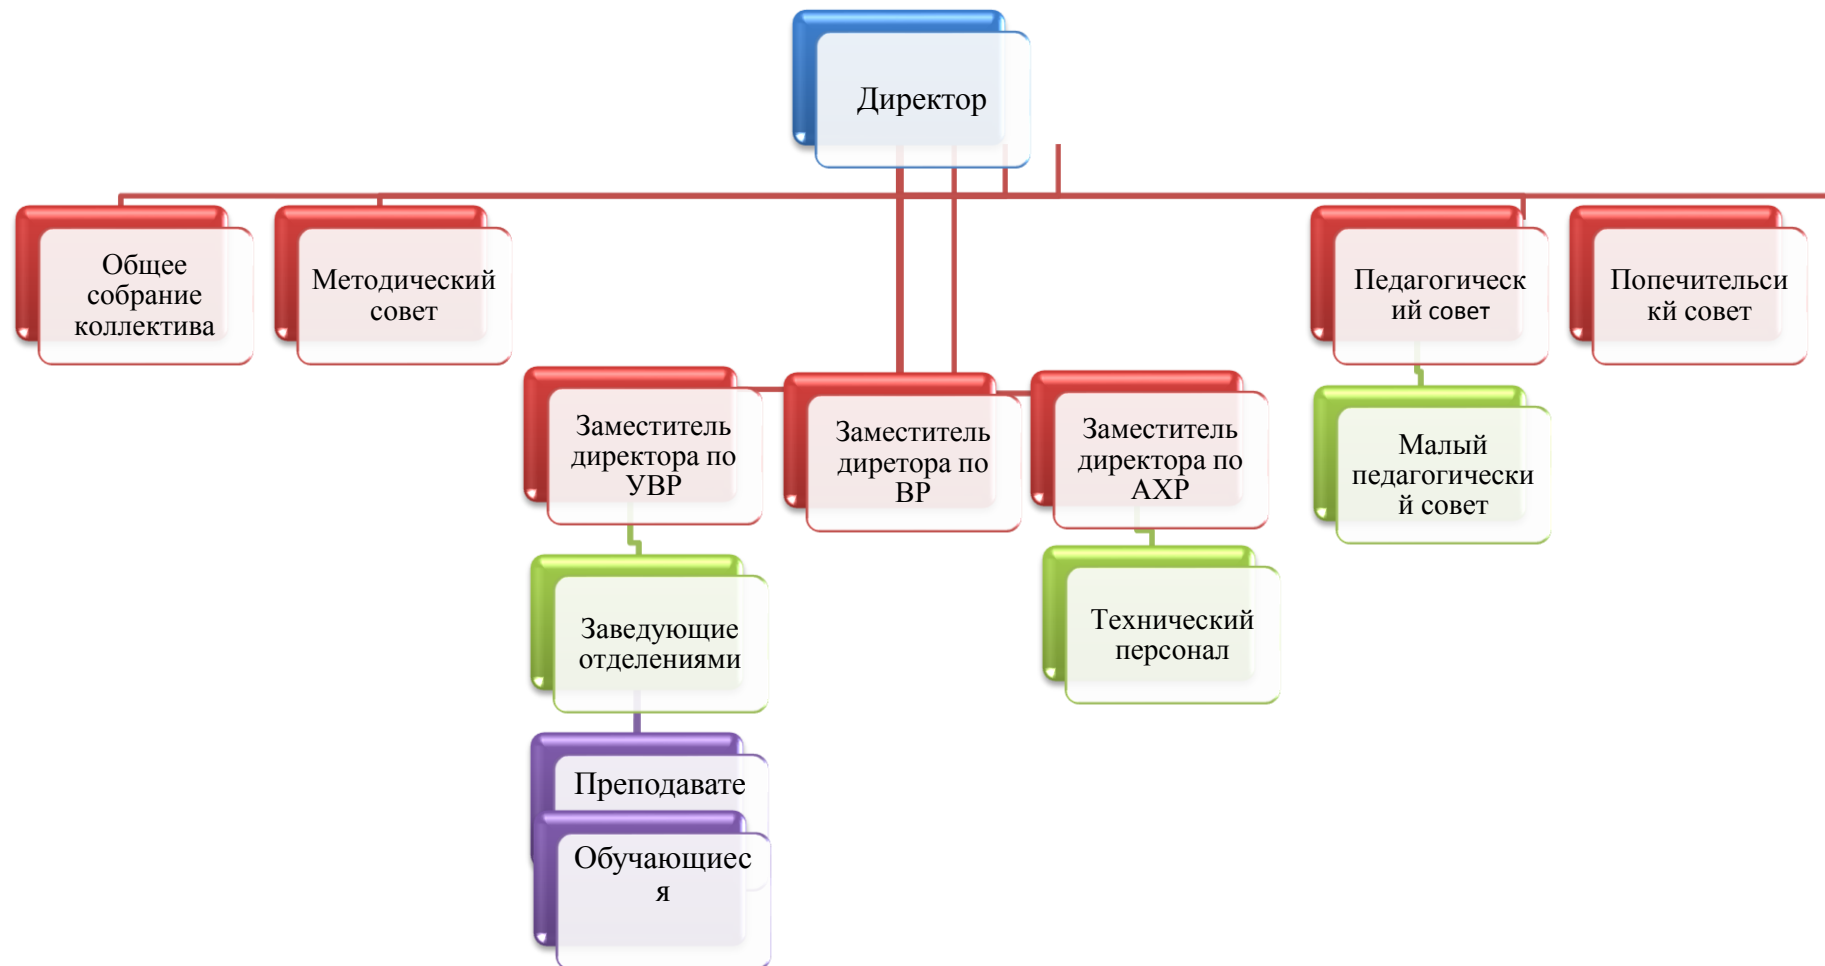 Директор
Общее
собрание
коллектива
Методический
совет
Педагогическ
ий совет
Попечительси
кй совет
Заместитель
директора по
УВР
Заместитель
диретора по
ВР
Заместитель
директора по
АХР
Малый
педагогически
й совет
Заведующие
отделениями
Технический
персонал
Преподавате
Обучающиес
я